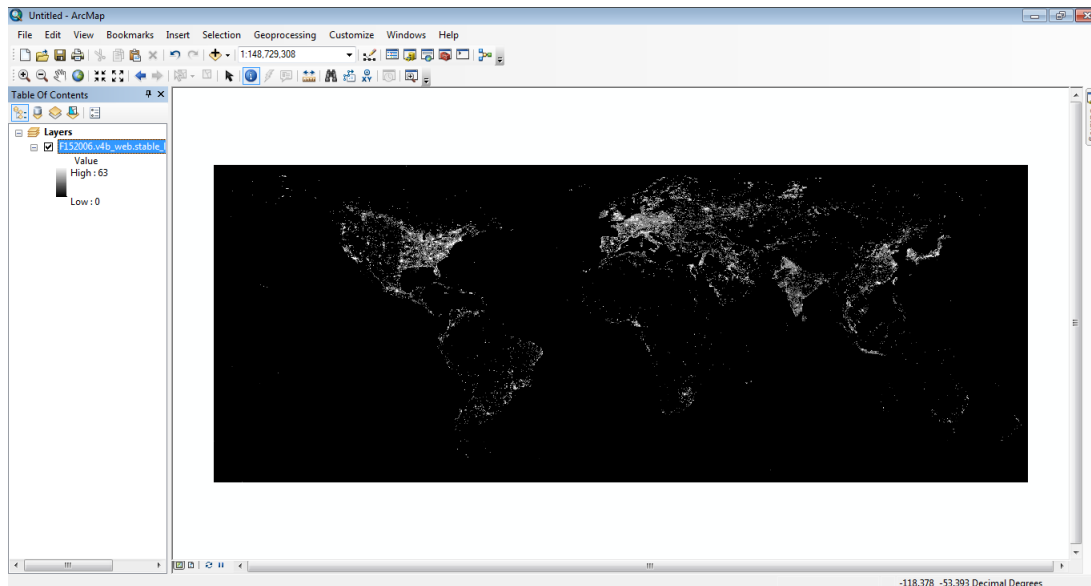 Untitled - ArcMap
File Edit View Bookmarks Insert Selection Geoprocessing Customize Windows Help
1:148,729,308
Table Of Contents
Layers
F152006.v4b_web.stable_
Value
High : 63
Low : 0
-118.378 -53.393 Decimal Degrees